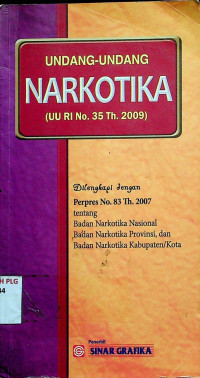 UNDANG-UNDANG
NARKOTIKA
(UU RI No. 35 Th. 2009)
Dilengkapi dengan
Perpres No. 83 Th. 2007
tentang
Badan Narkotika Nasional
Badan Narkotika Provinsi, dan
Badan Narkotika Kabupaten/Kota
H PLG
Penerbit
SINAR GRAFIKA